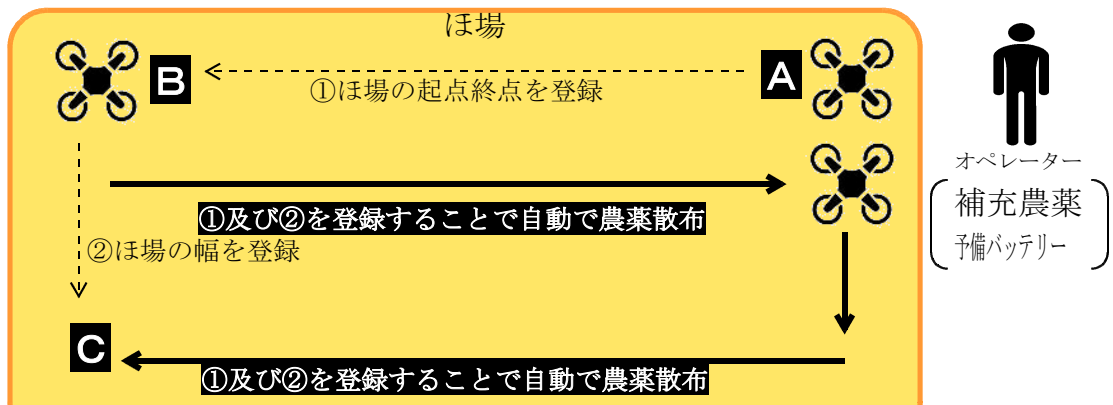 ほ場
B
A
①ほ場の起点終点を登録
オペレーター
補充農薬
予備バッテリー
①及び②を登録することで自動で農薬散布
②ほ場の幅を登録
C
①及び②を登録することで自動で農薬散布